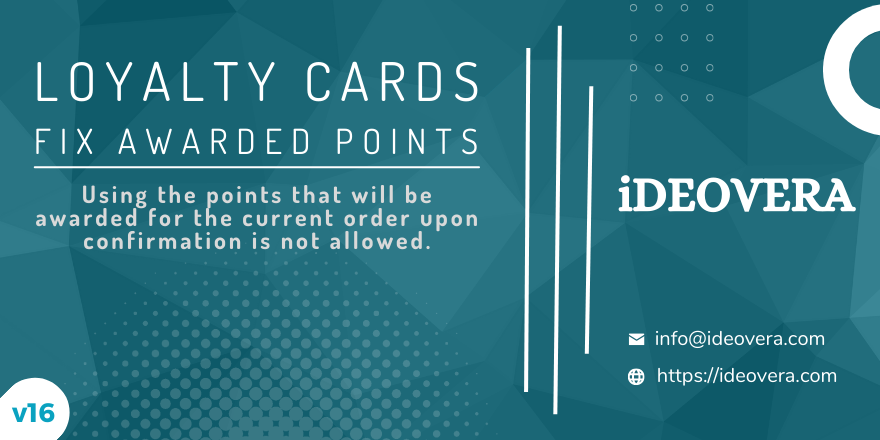 LOYALTY CARDS
FIX AWARDED POINTS
Using the points that will be
awarded for the current order upon
confirmation is not allowed.
v16
iDEOVERA
info@ideovera.com
https://ideovera.com